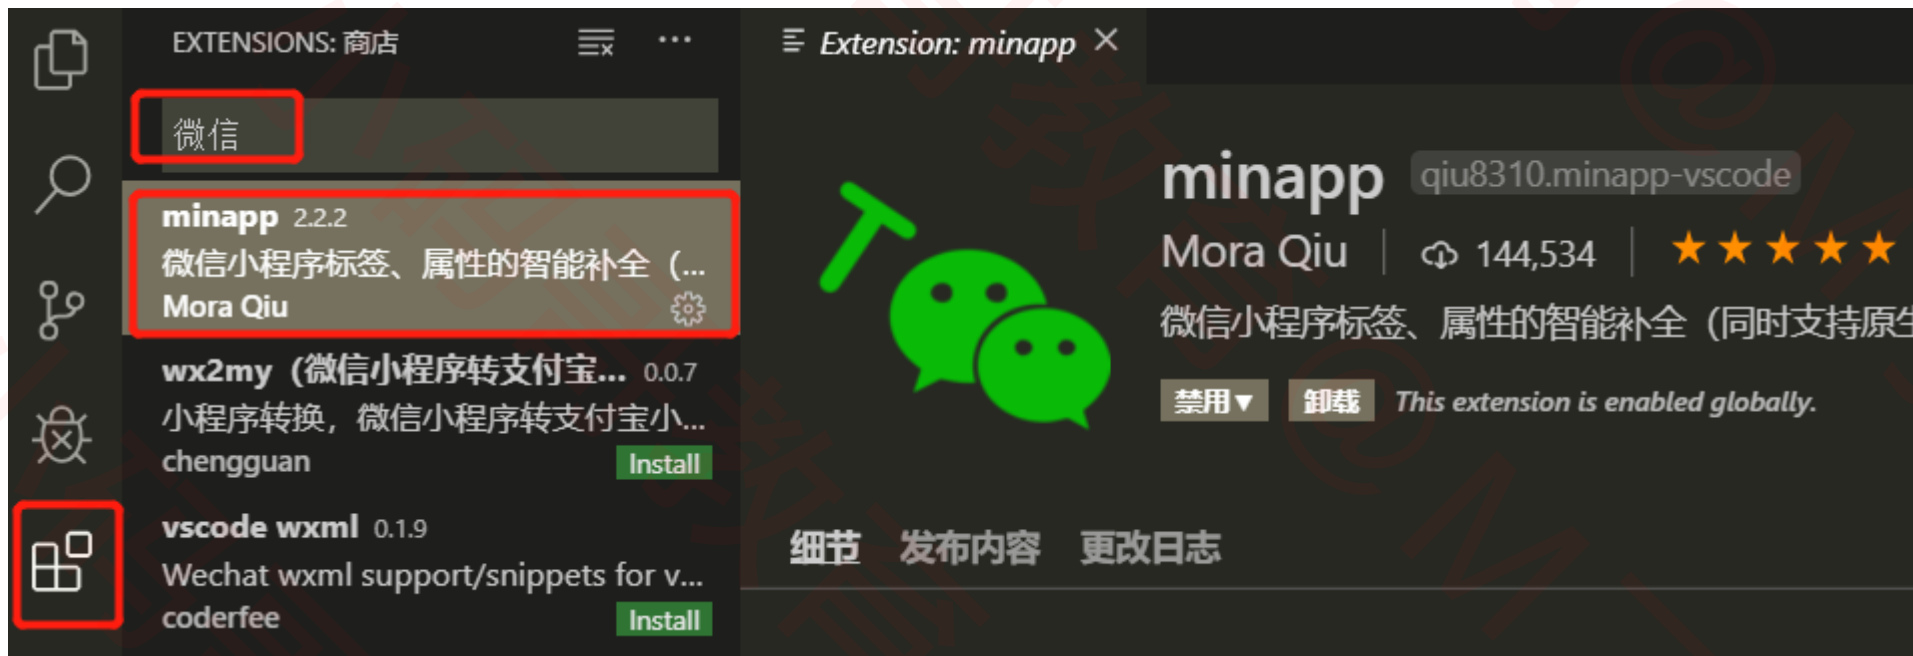 EXTENSIONS: 商店
微信
minapp 2.2.2
微信小程序标签、属性的智能补全（...
Mora Qiu
wx2my（微信小程序转支付宝... 0.0.7
小程序转换，微信小程序转支付宝小...
chengguan Install
vscode wxml 0.1.9
Wechat wxml support/snippets for v...
coderfee Install
Extension: minapp
minapp qiu8310.minapp-vscode
Mora Qiu 144,534
微信小程序标签、属性的智能补全（同时支持原生
禁用 卸载 This extension is enabled globally.
细节 发布内容 更改日志